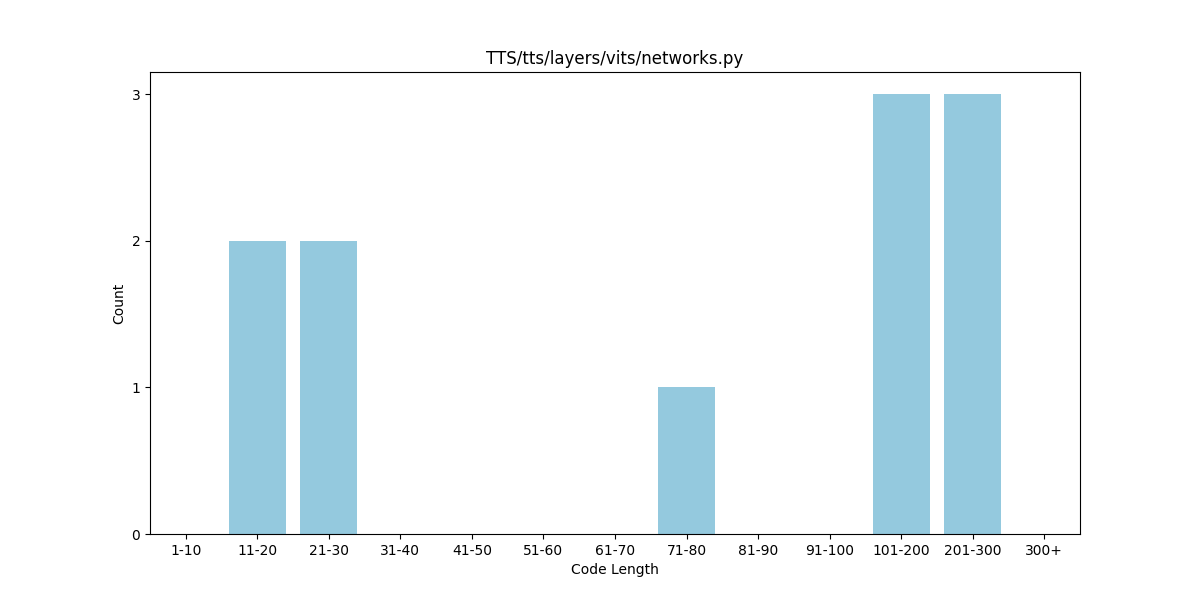 TTS/tts/layers/vits/networks.py
3
2
1
0
Count
1-10 11-20 21-30 31-40 41-50 51-60 61-70 71-80 81-90 91-100 101-200 201-300 300+
Code Length